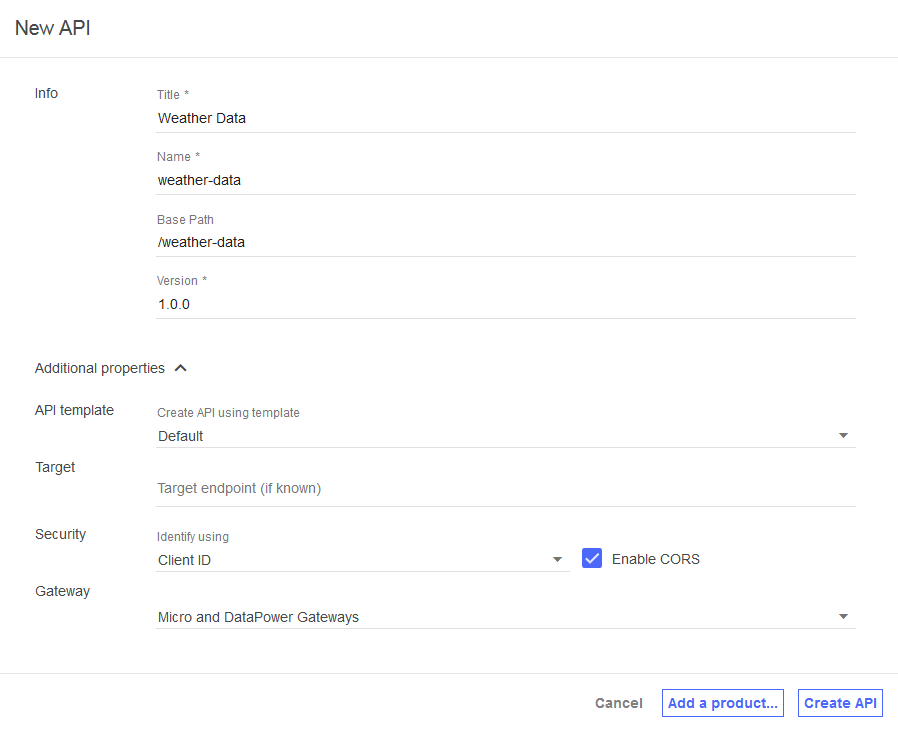 New API
Info
Title *
Weather Data
Name *
weather-data
Base Path
/weather-data
Version *
1.0.0
Additional properties
API template
Create API using template
Default
Target
Target endpoint (if known)
Security
Identify using
Client ID
Enable CORS
Gateway
Micro and DataPower Gateways
Cancel
Add a product...
Create API